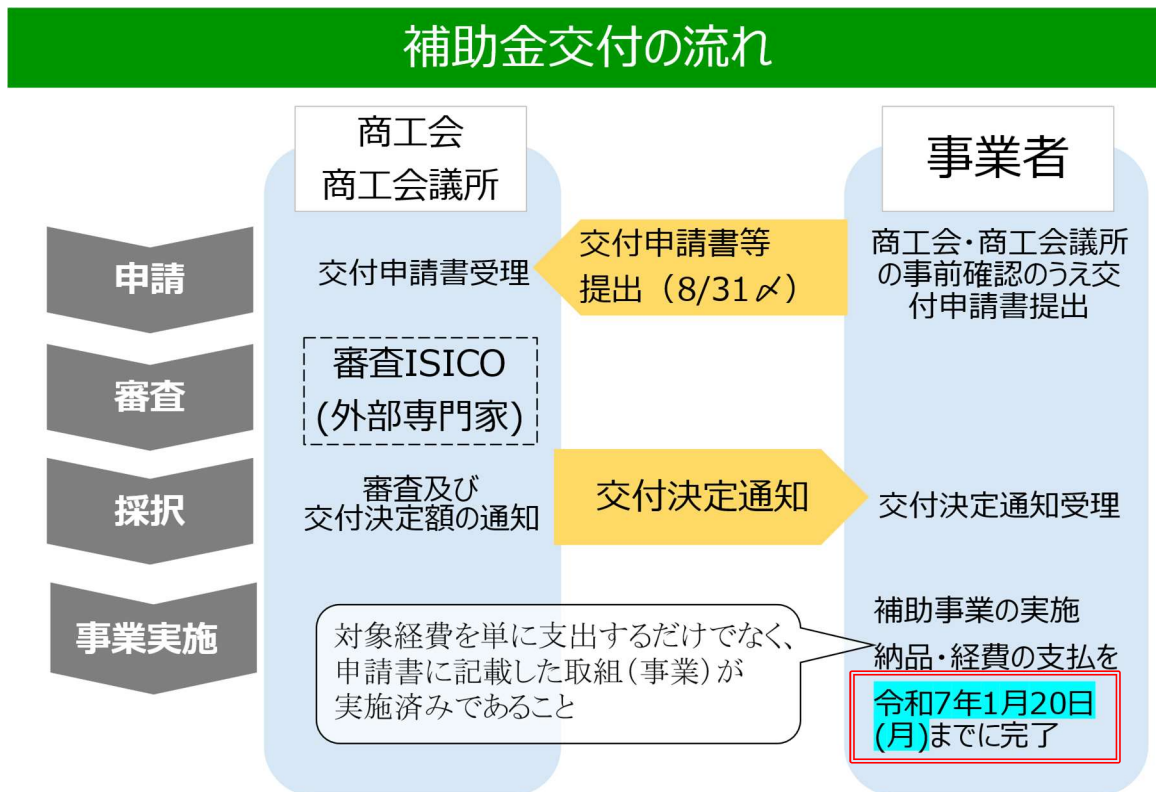 補助金交付の流れ
商工会
商工会議所
事業者
申請
交付申請書受理
交付申請書等
提出（8/31〆）
商工会・商工会議所
の事前確認のうえ交
付申請書提出
審査
審査ISICO
(外部専門家)
採択
審査及び
交付決定額の通知
交付決定通知
交付決定通知受理
事業実施
対象経費を単に支出するだけでなく、
申請書に記載した取組（事業）が
実施済みであること
補助事業の実施
納品・経費の支払を
令和7年1月20日
(月)までに完了